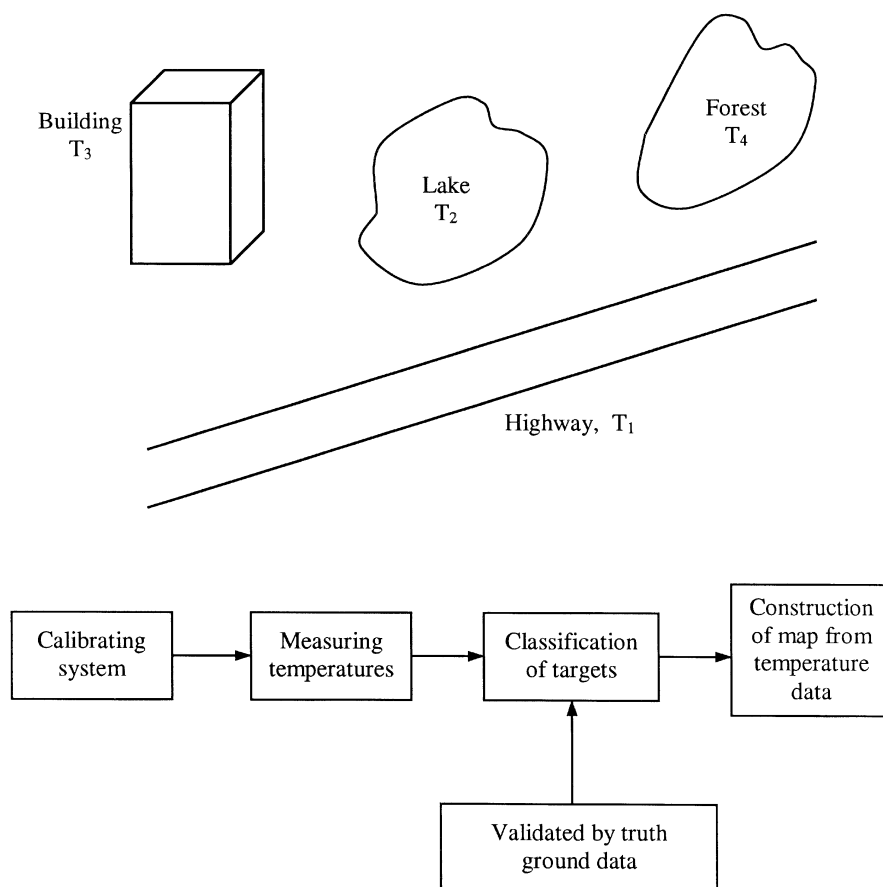 Building
T₃
Lake
T₂
Forest
T₄
Highway, T₁
Calibrating
system
Measuring
temperatures
Classification
of targets
Construction
of map from
temperature
data
Validated by truth
ground data